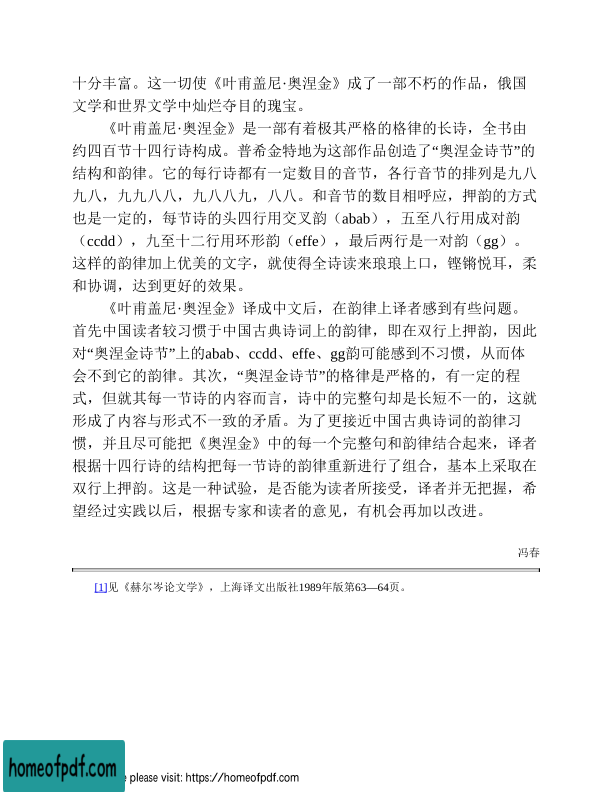 十分丰富。这一切使《叶甫盖尼·奥涅金》成了一部不朽的作品，俄国
文学和世界文学中灿烂夺目的瑰宝。
《叶甫盖尼·奥涅金》是一部有着极其严格的格律的长诗，全书由
约四百节十四行诗构成。普希金特地为这部作品创造了“奥涅金诗节”的
结构和韵律。它的每行诗都有一定数目的音节，各行音节的排列是九八
九八，九九八八，九八八九，八八。和音节的数目相呼应，押韵的方式
也是一定的，每节诗的头四行用交叉韵（abab），五至八行用成对韵
（ccdd），九至十二行用环形韵（effe），最后两行是一对韵（gg）。
这样的韵律加上优美的文字，就使得全诗读来琅琅上口，铿锵悦耳，柔
和协调，达到更好的效果。
《叶甫盖尼·奥涅金》译成中文后，在韵律上译者感到有些问题。
首先中国读者较习惯于中国古典诗词上的韵律，即在双行上押韵，因此
对“奥涅金诗节”上的abab、ccdd、effe、gg韵可能感到不习惯，从而体
会不到它的韵律。其次，“奥涅金诗节”的格律是严格的，有一定的程
式，但就其每一节诗的内容而言，诗中的完整句却是长短不一的，这就
形成了内容与形式不一致的矛盾。为了更接近中国古典诗词的韵律习
惯，并且尽可能把《奥涅金》中的每一个完整句和韵律结合起来，译者
根据十四行诗的结构把每一节诗的韵律重新进行了组合，基本上采取在
双行上押韵。这是一种试验，是否能为读者所接受，译者并无把握，希
望经过实践以后，根据专家和读者的意见，有机会再加以改进。
冯春
[1]见《赫尔岑论文学》，上海译文出版社1989年版第63—64页。
homeofpdf.com
e please visit: https://homeofpdf.com